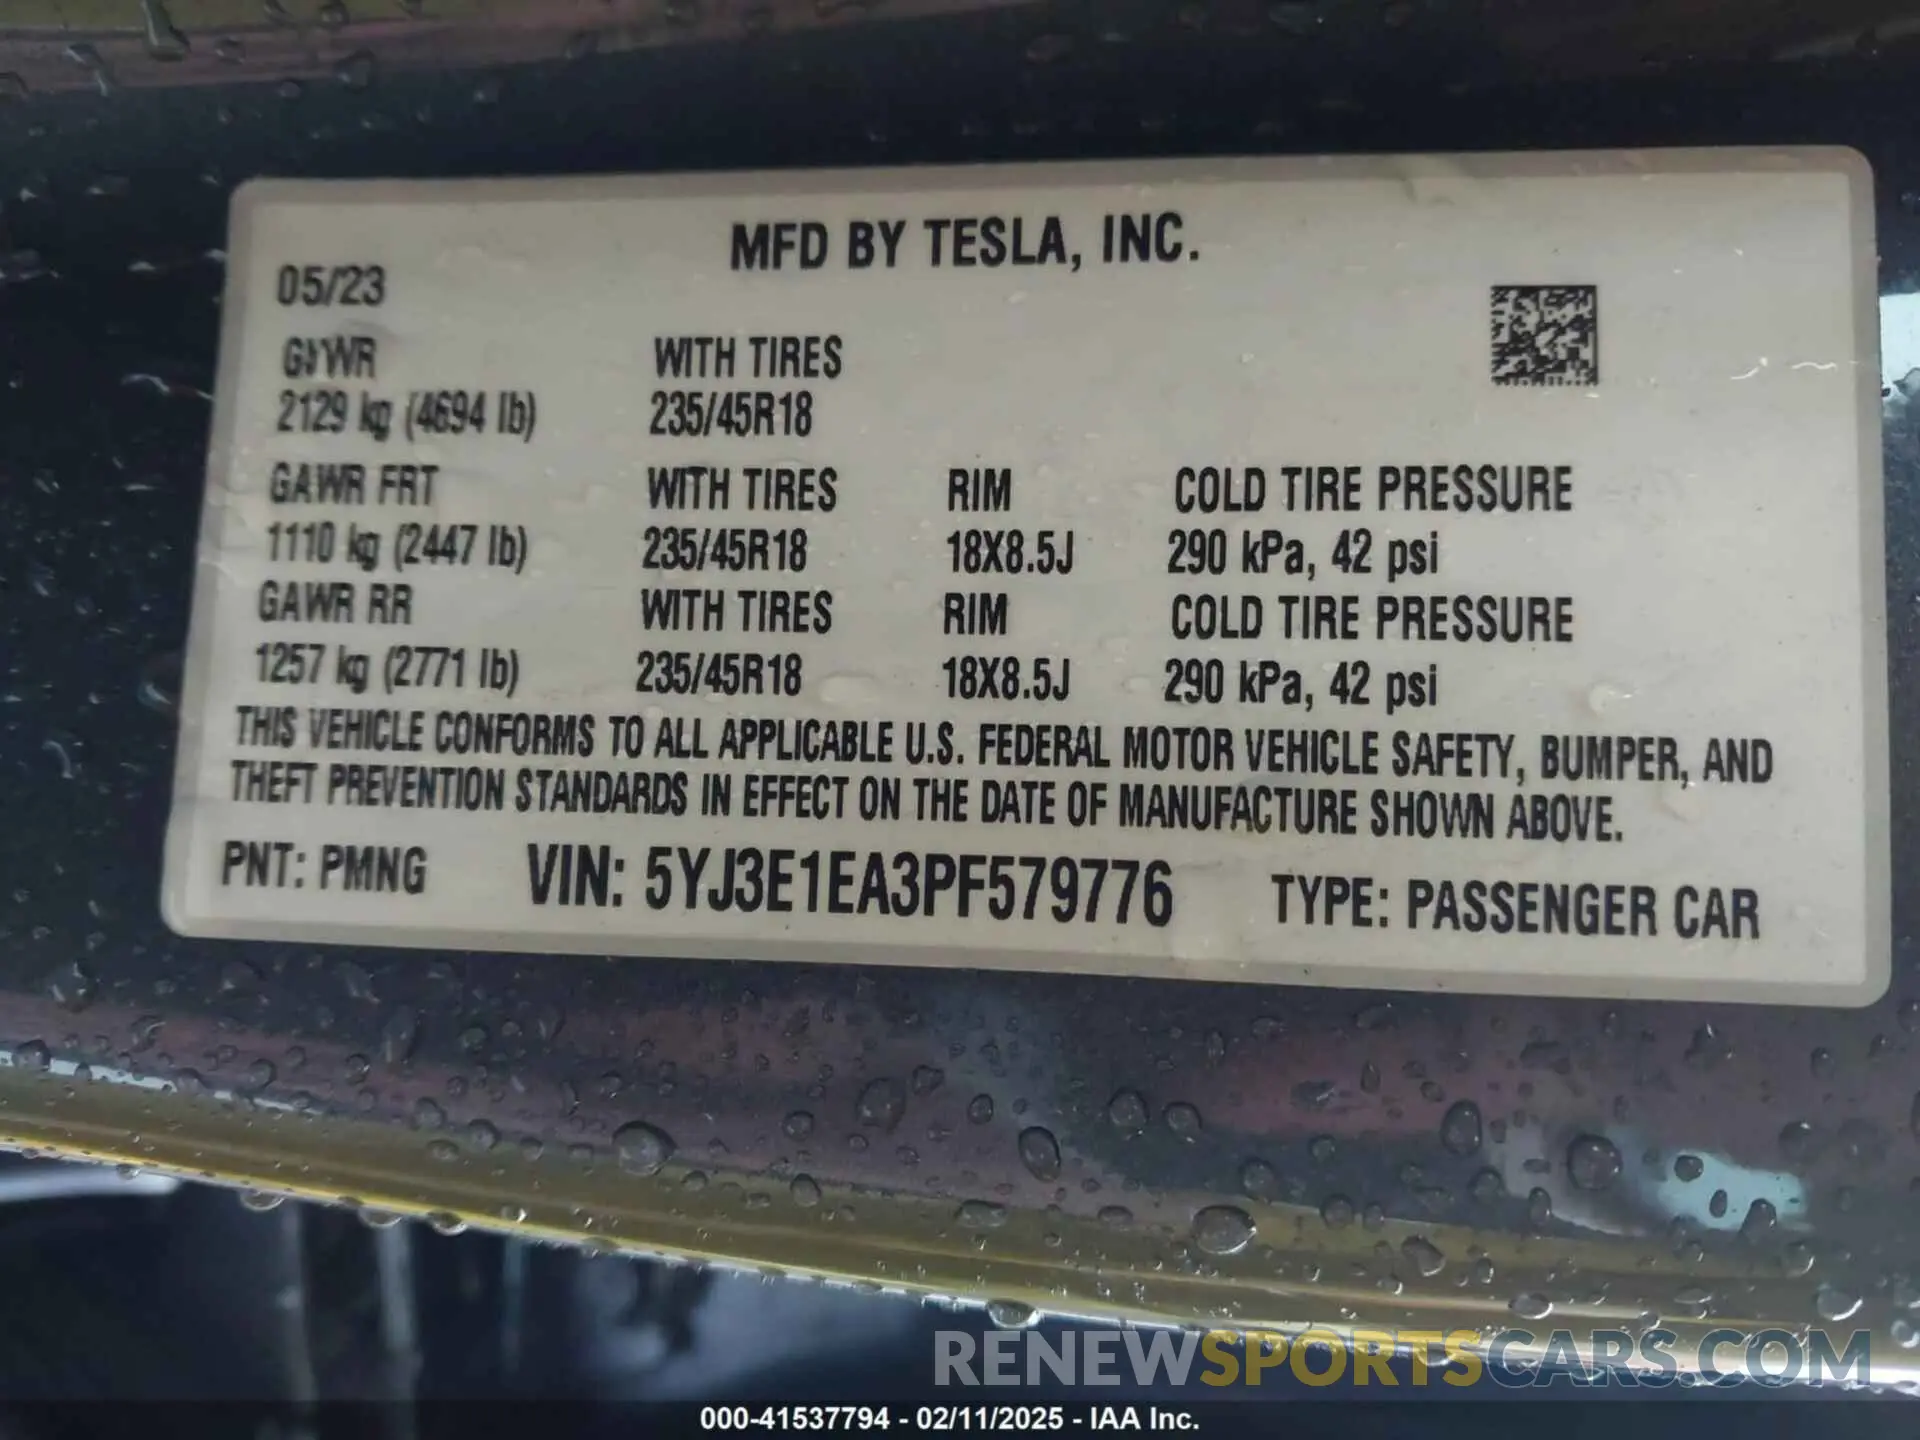 MFD BY TESLA, INC.
05/23
GVWR WITH TIRES
2129 kg (4694 lb) 235/45R18
GAWR FRT WITH TIRES RIM COLD TIRE PRESSURE
1110 kg (2447 lb) 235/45R18 18X8.5J 290 kPa, 42 psi
GAWR RR WITH TIRES RIM COLD TIRE PRESSURE
1257 kg (2771 lb) 235/45R18 18X8.5J 290 kPa, 42 psi
THIS VEHICLE CONFORMS TO ALL APPLICABLE U.S. FEDERAL MOTOR VEHICLE SAFETY, BUMPER, AND
THEFT PREVENTION STANDARDS IN EFFECT ON THE DATE OF MANUFACTURE SHOWN ABOVE.
PNT: PMNG VIN: 5YJ3E1EA3PF579776 TYPE: PASSENGER CAR
RENEWSPORTSCARS.COM
000-41537794 - 02/11/2025 - IAA Inc.